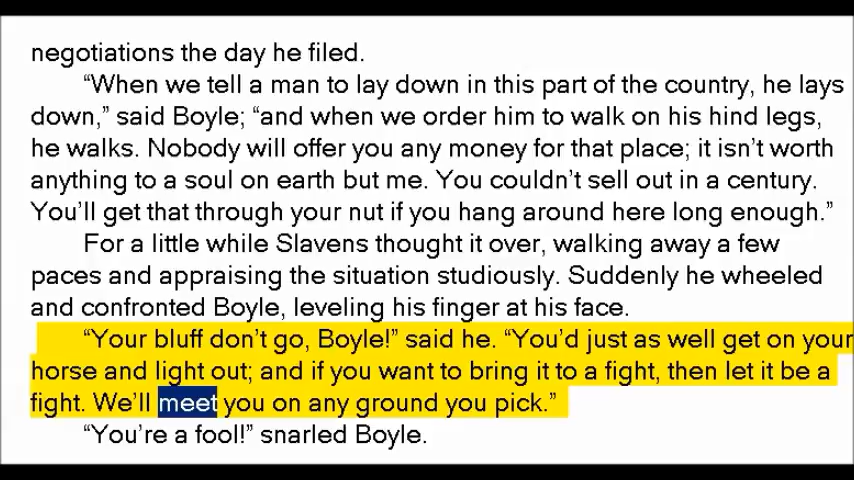 negotiations the day he filed.
“When we tell a man to lay down in this part of the country, he lays
down,” said Boyle; “and when we order him to walk on his hind legs,
he walks. Nobody will offer you any money for that place; it isn’t worth
anything to a soul on earth but me. You couldn’t sell out in a century.
You’ll get that through your nut if you hang around here long enough.”
For a little while Slavens thought it over, walking away a few
paces and appraising the situation studiously. Suddenly he wheeled
and confronted Boyle, leveling his finger at his face.
“Your bluff don’t go, Boyle!” said he. “You’d just as well get on your
horse and light out; and if you want to bring it to a fight, then let it be a
fight. We’ll meet you on any ground you pick.”
“You’re a fool!” snarled Boyle.